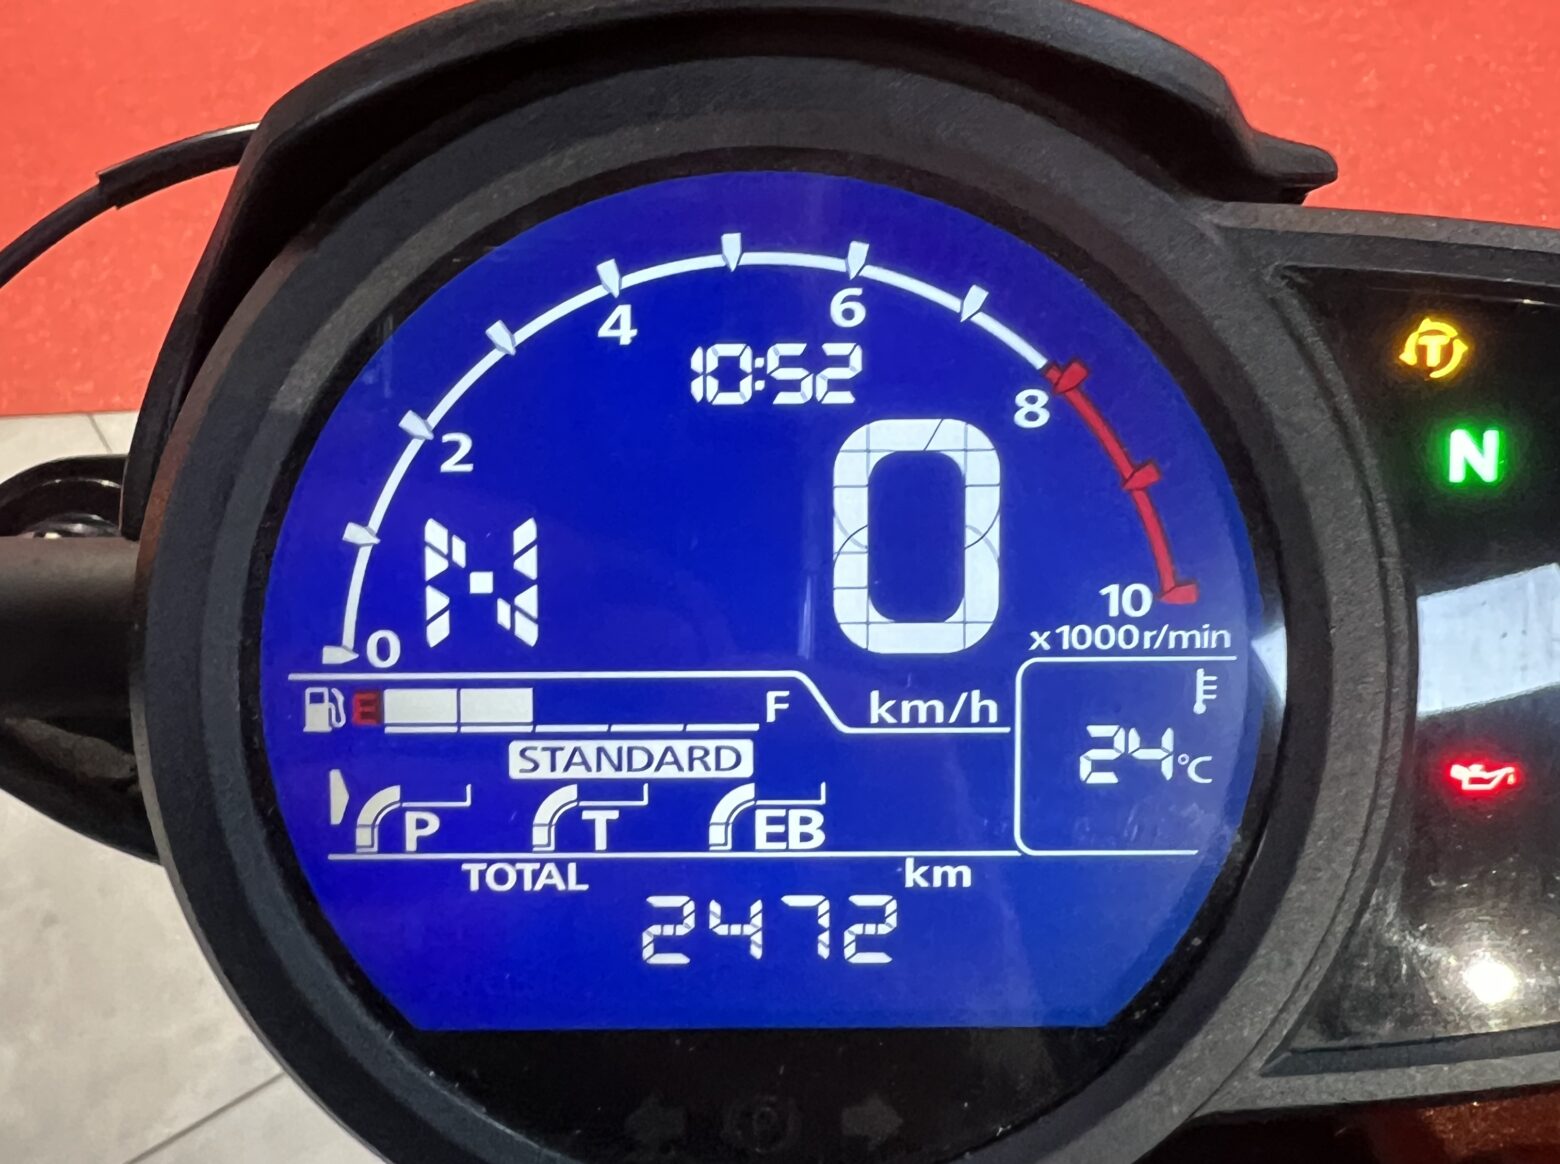 4
6
10:52
2
8
T
N
N
0
10
0
x1000r/min
E
F
km/h
STANDARD
24°C
P
T
EB
TOTAL
km
2472